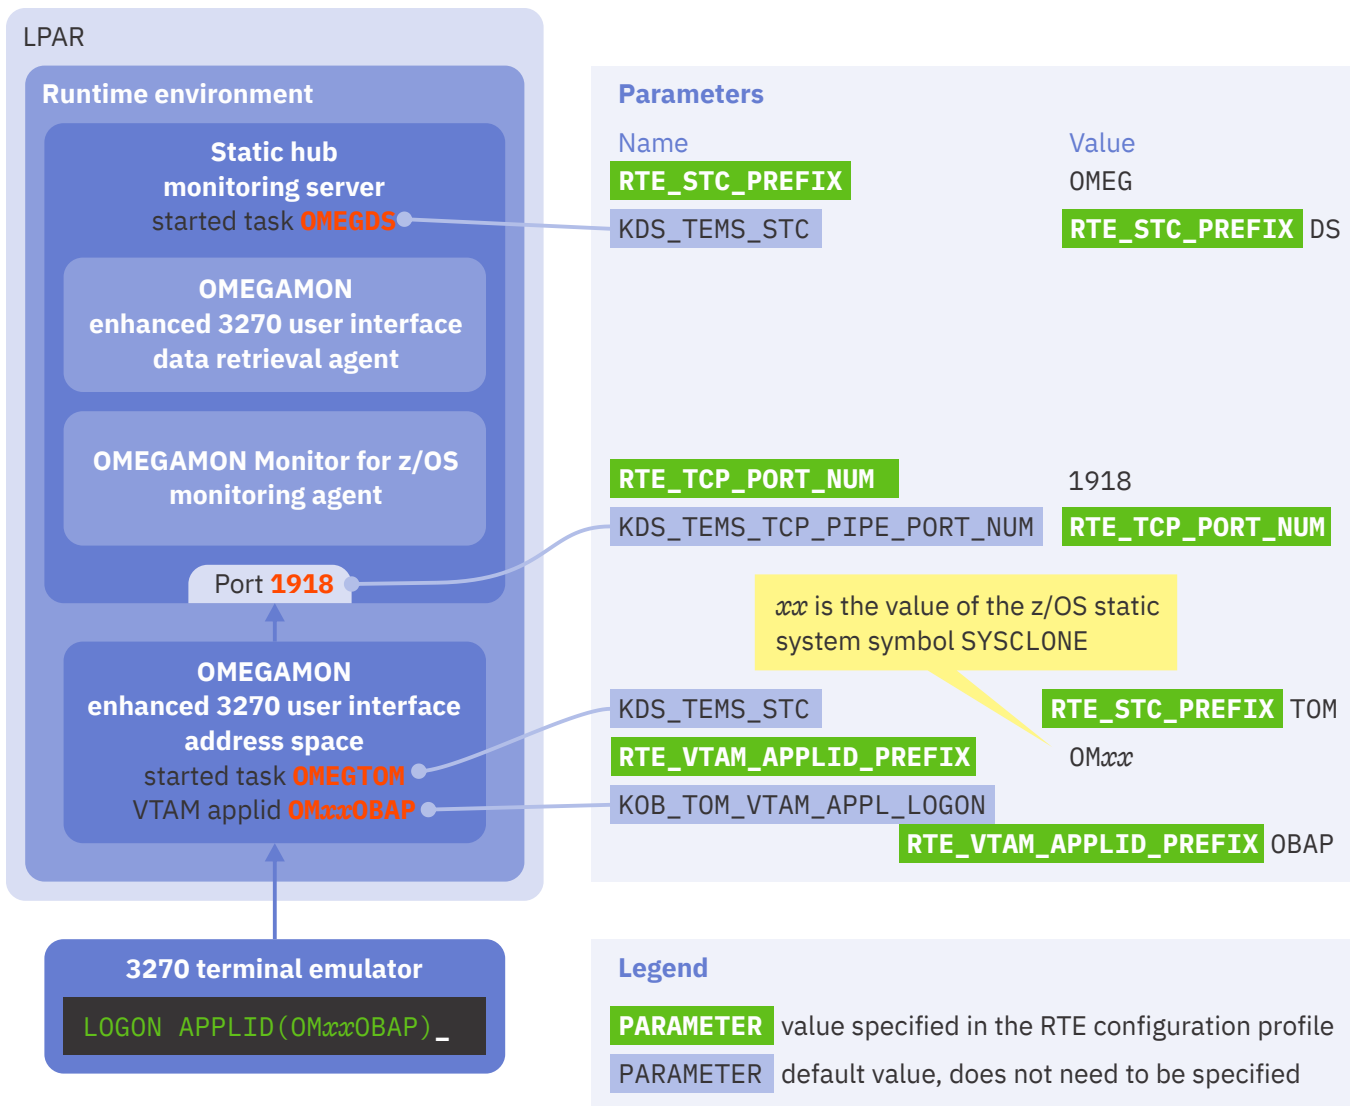 LPAR
Runtime environment
Static hub
monitoring server
started task OMEGDS
OMEGAMON
enhanced 3270 user interface
data retrieval agent
OMEGAMON Monitor for z/OS
monitoring agent
Port 1918
OMEGAMON
enhanced 3270 user interface
address space
started task OMEGTOM
VTAM applid OMxxOBAP
3270 terminal emulator
LOGON APPLID(OMxxOBAP)_
Parameters
Name Value
RTE_STC_PREFIX OMEG
KDS_TEMS_STC RTE_STC_PREFIX DS
RTE_TCP_PORT_NUM 1918
KDS_TEMS_TCP_PIPE_PORT_NUM RTE_TCP_PORT_NUM
xx is the value of the z/OS static
system symbol SYSCLONE
KDS_TEMS_STC RTE_STC_PREFIX TOM
RTE_VTAM_APPLID_PREFIX OMxx
KOB_TOM_VTAM_APPL_LOGON
RTE_VTAM_APPLID_PREFIX OBAP
Legend
PARAMETER value specified in the RTE configuration profile
PARAMETER default value, does not need to be specified